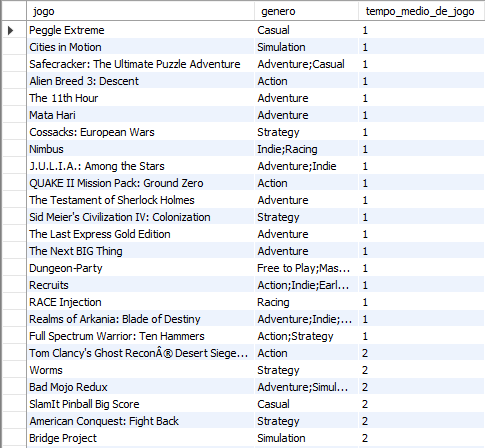 jogo genero tempo_medio_de_jogo
Peggle Extreme Casual 1
Cities in Motion Simulation 1
Safecracker: The Ultimate Puzzle Adventure Adventure;Casual 1
Alien Breed 3: Descent Action 1
The 11th Hour Adventure 1
Mata Hari Adventure 1
Cossacks: European Wars Strategy 1
Nimbus Indie;Racing 1
J.U.L.I.A.: Among the Stars Adventure;Indie 1
QUAKE II Mission Pack: Ground Zero Action 1
The Testament of Sherlock Holmes Adventure 1
Sid Meier's Civilization IV: Colonization Strategy 1
The Last Express Gold Edition Adventure 1
The Next BIG Thing Adventure 1
Dungeon-Party Free to Play;Mas... 1
Recruits Action;Indie;Earl... 1
RACE Injection Racing 1
Realms of Arkania: Blade of Destiny Adventure;Indie;... 1
Full Spectrum Warrior: Ten Hammers Action;Strategy 1
Tom Clancy's Ghost ReconÂ® Desert Siege... Action 2
Worms Strategy 2
Bad Mojo Redux Adventure;Simul... 2
SlamIt Pinball Big Score Casual 2
American Conquest: Fight Back Strategy 2
Bridge Project Simulation 2